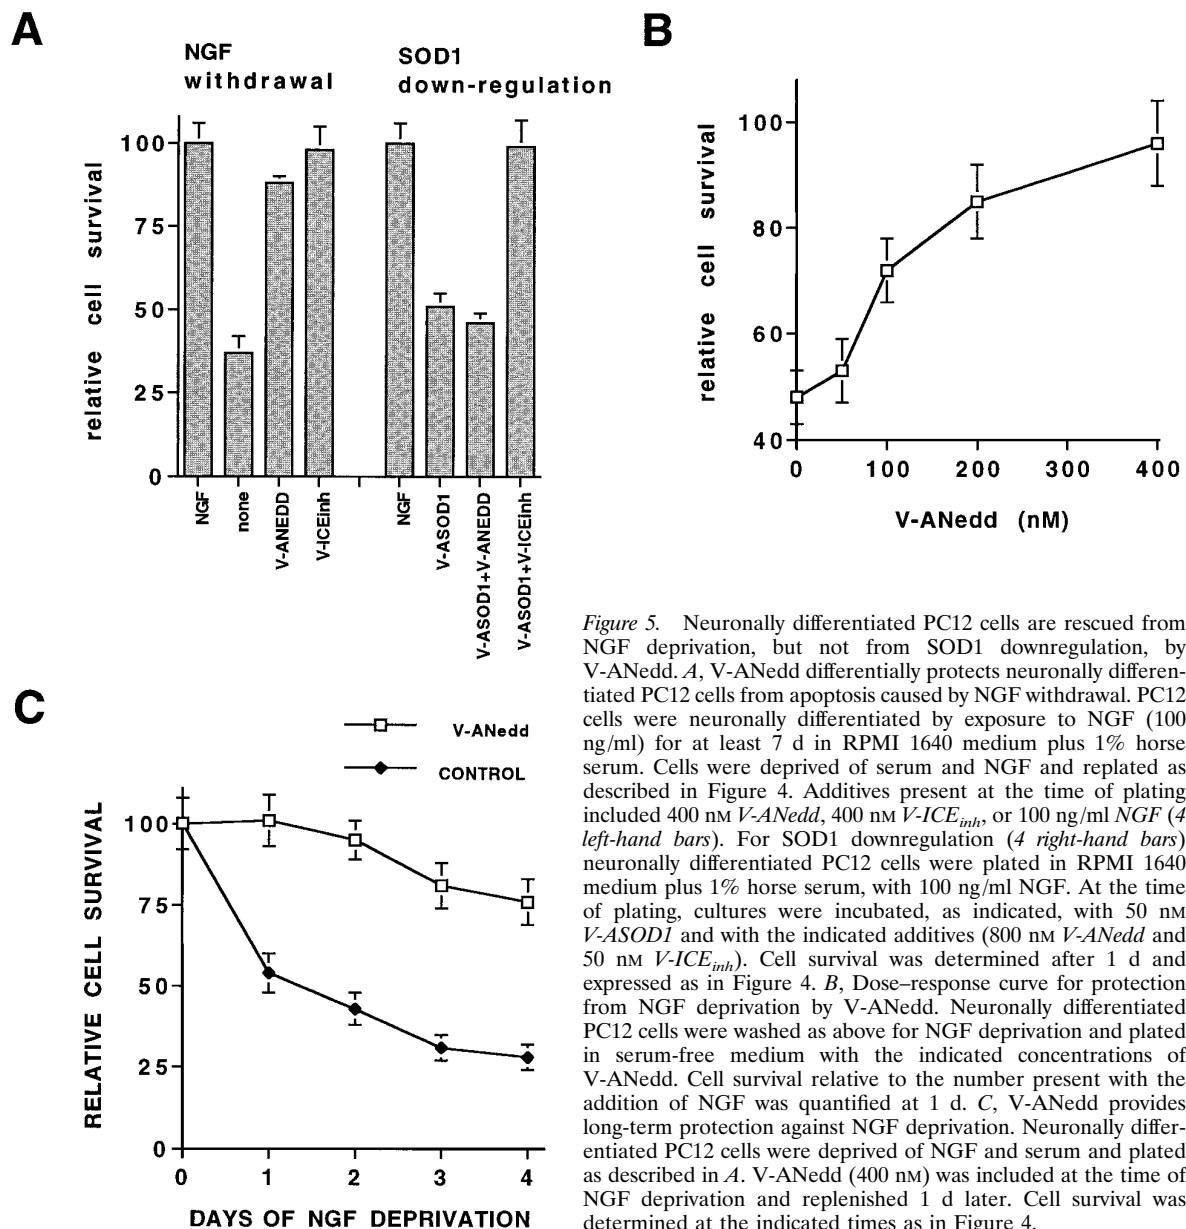 A
NGF
withdrawal
SOD1
down-regulation
relative cell survival
100
75
50
25
0
NGF
none
V-ANEDD
V-ICEinh
NGF
V-ASOD1
V-ASOD1+V-ANEDD
V-ASOD1+V-ICEinh
B
relative cell survival
100
80
60
40
0 100 200 300 400
V-ANedd (nM)
C
V-ANedd
CONTROL
RELATIVE CELL SURVIVAL
100
75
50
25
0
0 1 2 3 4
DAYS OF NGF DEPRIVATION
Figure 5. Neuronally differentiated PC12 cells are rescued from
NGF deprivation, but not from SOD1 downregulation, by
V-ANedd. A, V-ANedd differentially protects neuronally differen-
tiated PC12 cells from apoptosis caused by NGF withdrawal. PC12
cells were neuronally differentiated by exposure to NGF (100
ng/ml) for at least 7 d in RPMI 1640 medium plus 1% horse
serum. Cells were deprived of serum and NGF and replated as
described in Figure 4. Additives present at the time of plating
included 400 nM V-ANedd, 400 nM V-ICEinh, or 100 ng/ml NGF (4
left-hand bars). For SOD1 downregulation (4 right-hand bars)
neuronally differentiated PC12 cells were plated in RPMI 1640
medium plus 1% horse serum, with 100 ng/ml NGF. At the time
of plating, cultures were incubated, as indicated, with 50 nM
V-ASOD1 and with the indicated additives (800 nM V-ANedd and
50 nM V-ICEinh). Cell survival was determined after 1 d and
expressed as in Figure 4. B, Dose–response curve for protection
from NGF deprivation by V-ANedd. Neuronally differentiated
PC12 cells were washed as above for NGF deprivation and plated
in serum-free medium with the indicated concentrations of
V-ANedd. Cell survival relative to the number present with the
addition of NGF was quantified at 1 d. C, V-ANedd provides
long-term protection against NGF deprivation. Neuronally differ-
entiated PC12 cells were deprived of NGF and serum and plated
as described in A. V-ANedd (400 nM) was included at the time of
NGF deprivation and replenished 1 d later. Cell survival was
determined at the indicated times as in Figure 4.